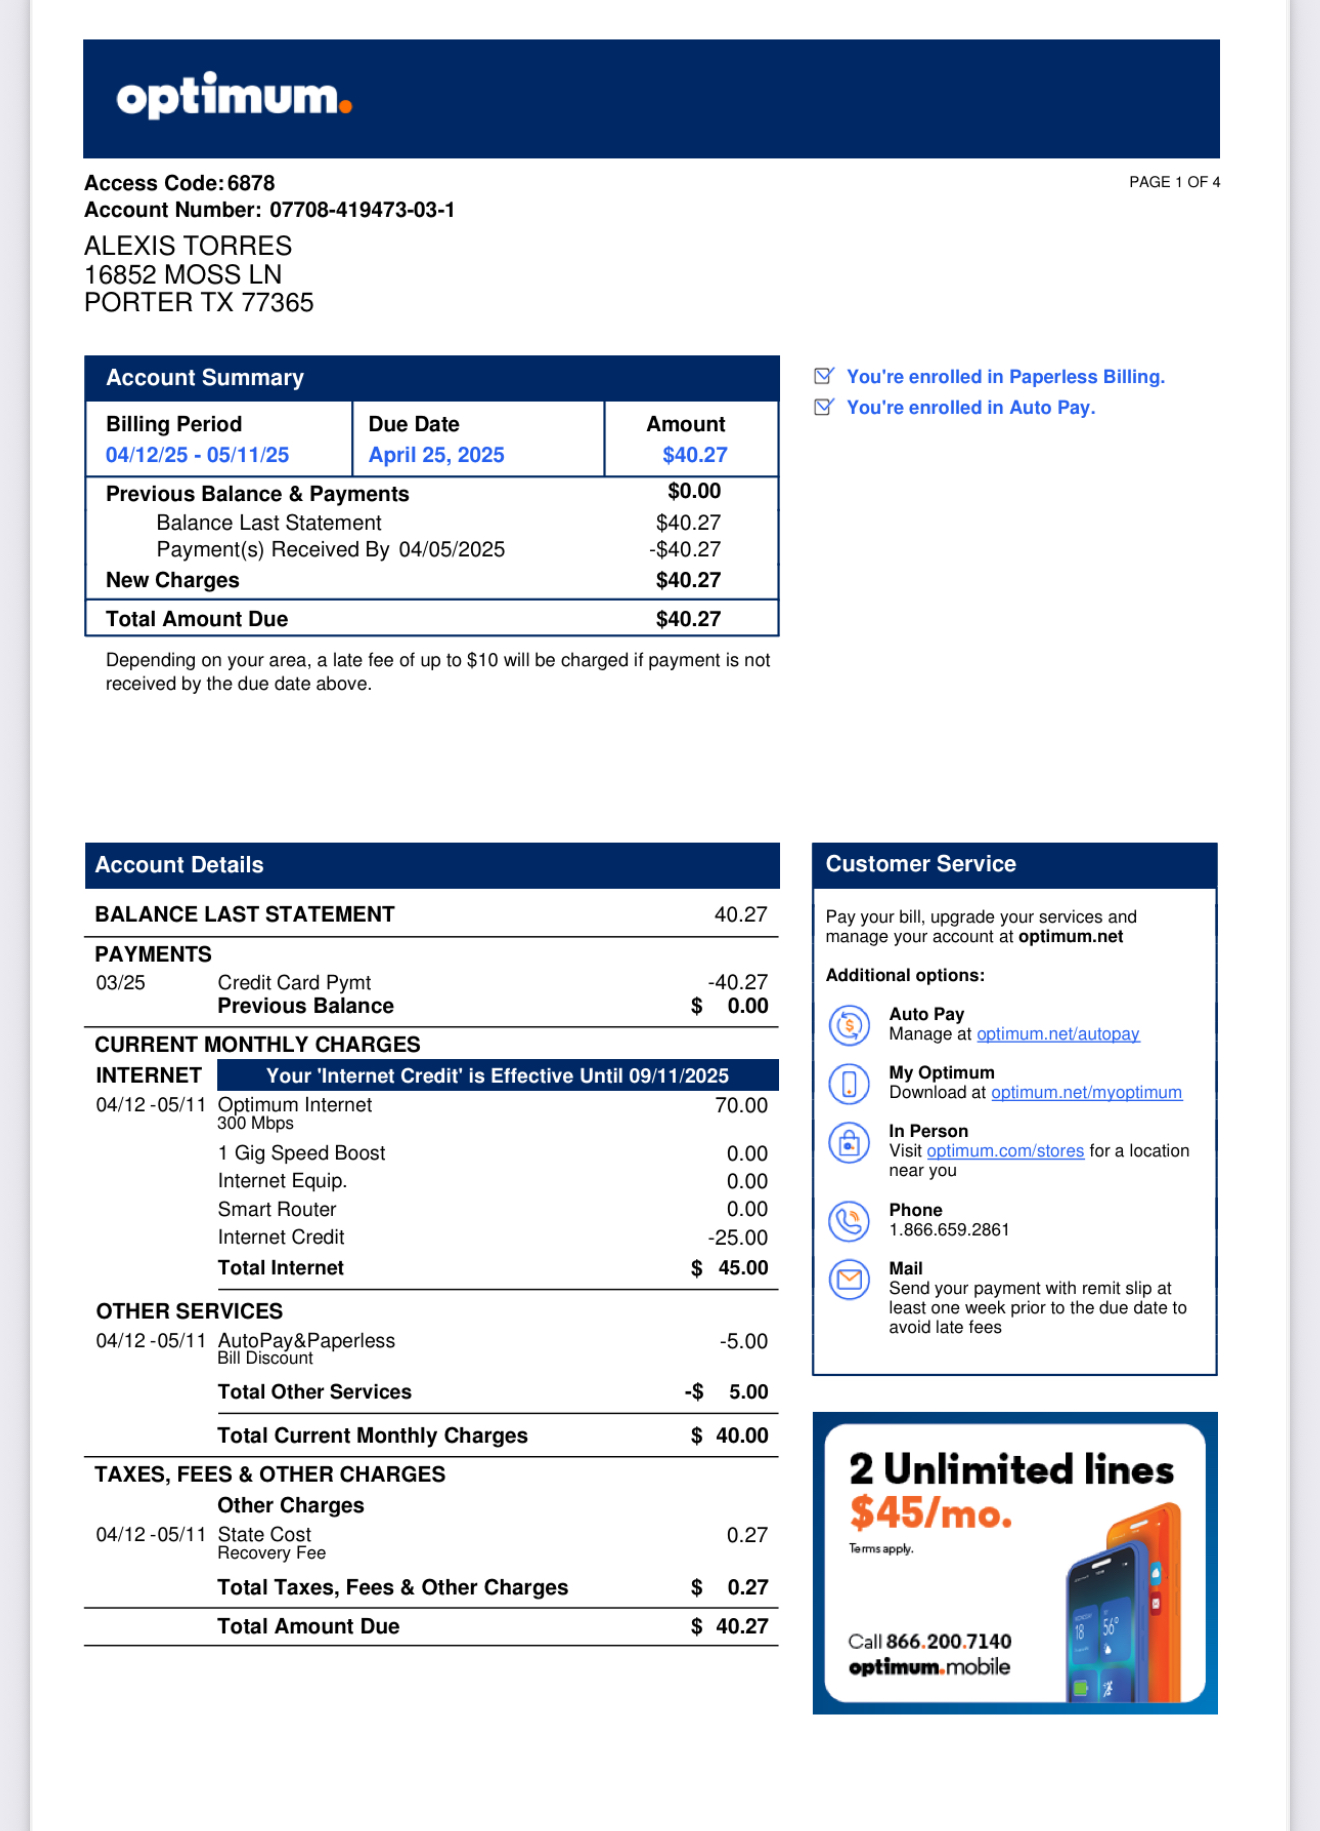 optimum.
Access Code: 6878
PAGE 1 OF 4
Account Number: 07708-419473-03-1
ALEXIS TORRES
16852 MOSS LN
PORTER TX 77365
Account Summary
Billing Period Due Date Amount
04/12/25 - 05/11/25 April 25, 2025 $40.27
Previous Balance & Payments $0.00
Balance Last Statement $40.27
Payment(s) Received By 04/05/2025 -$40.27
New Charges $40.27
Total Amount Due $40.27
Depending on your area, a late fee of up to $10 will be charged if payment is not
received by the due date above.
You're enrolled in Paperless Billing.
You're enrolled in Auto Pay.
Account Details
BALANCE LAST STATEMENT 40.27
PAYMENTS
03/25 Credit Card Pymt -40.27
Previous Balance $ 0.00
CURRENT MONTHLY CHARGES
INTERNET Your 'Internet Credit' is Effective Until 09/11/2025
04/12 -05/11 Optimum Internet 70.00
300 Mbps
1 Gig Speed Boost 0.00
Internet Equip. 0.00
Smart Router 0.00
Internet Credit -25.00
Total Internet $ 45.00
OTHER SERVICES
04/12 -05/11 AutoPay&Paperless -5.00
Bill Discount
Total Other Services -$ 5.00
Total Current Monthly Charges $ 40.00
TAXES, FEES & OTHER CHARGES
Other Charges
04/12 -05/11 State Cost 0.27
Recovery Fee
Total Taxes, Fees & Other Charges $ 0.27
Total Amount Due $ 40.27
Customer Service
Pay your bill, upgrade your services and
manage your account at optimum.net
Additional options:
Auto Pay
Manage at optimum.net/autopay
My Optimum
Download at optimum.net/myoptimum
In Person
Visit optimum.com/stores for a location
near you
Phone
1.866.659.2861
Mail
Send your payment with remit slip at
least one week prior to the due date to
avoid late fees
2 Unlimited lines
$45/mo.
Terms apply.
Call 866.200.7140
optimum.mobile
18
56°